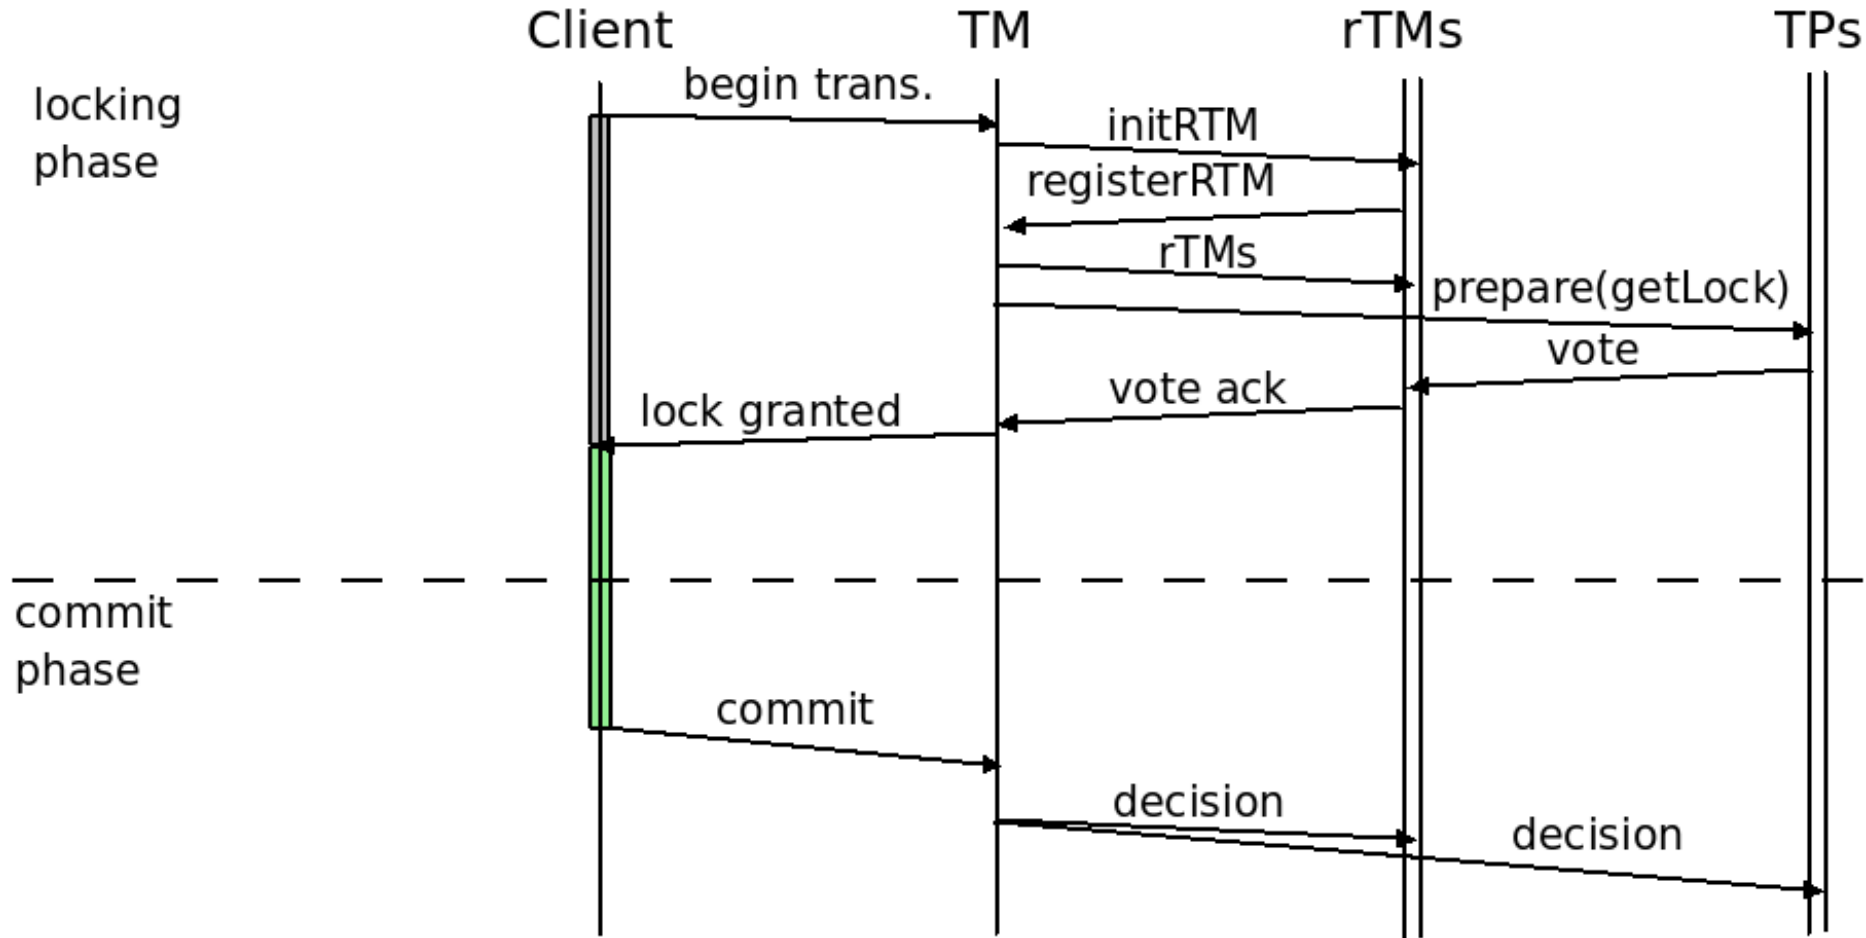 Client TM rTMs TPs
locking
phase
begin trans.
initRTM
registerRTM
rTMs
prepare(getLock)
vote
vote ack
lock granted
commit
phase
commit
decision
decision